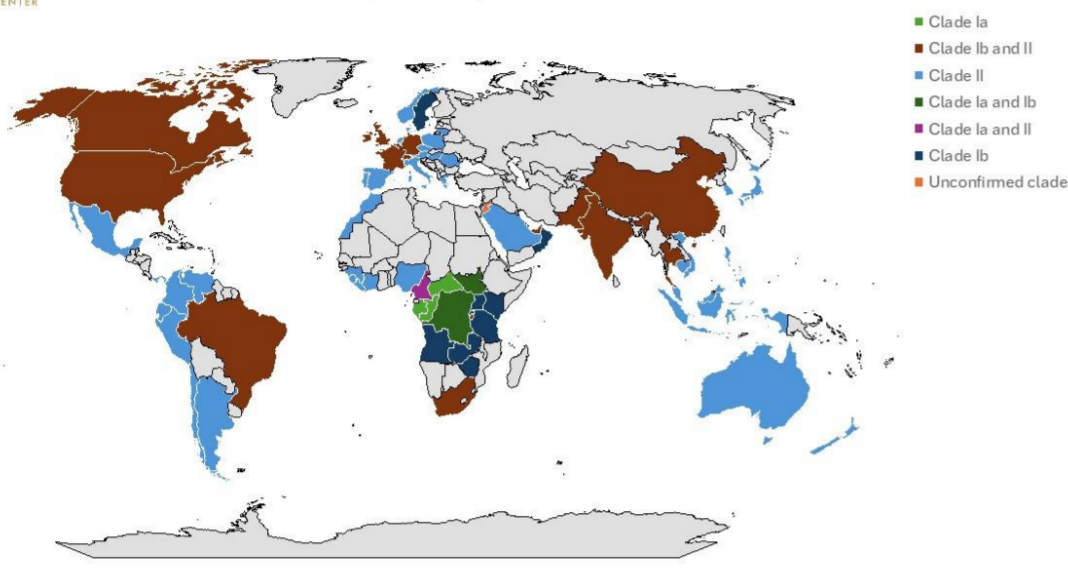 ENTER
Clade Ia
Clade Ib and II
Clade II
Clade Ia and Ib
Clade Ia and II
Clade Ib
Unconfirmed clade